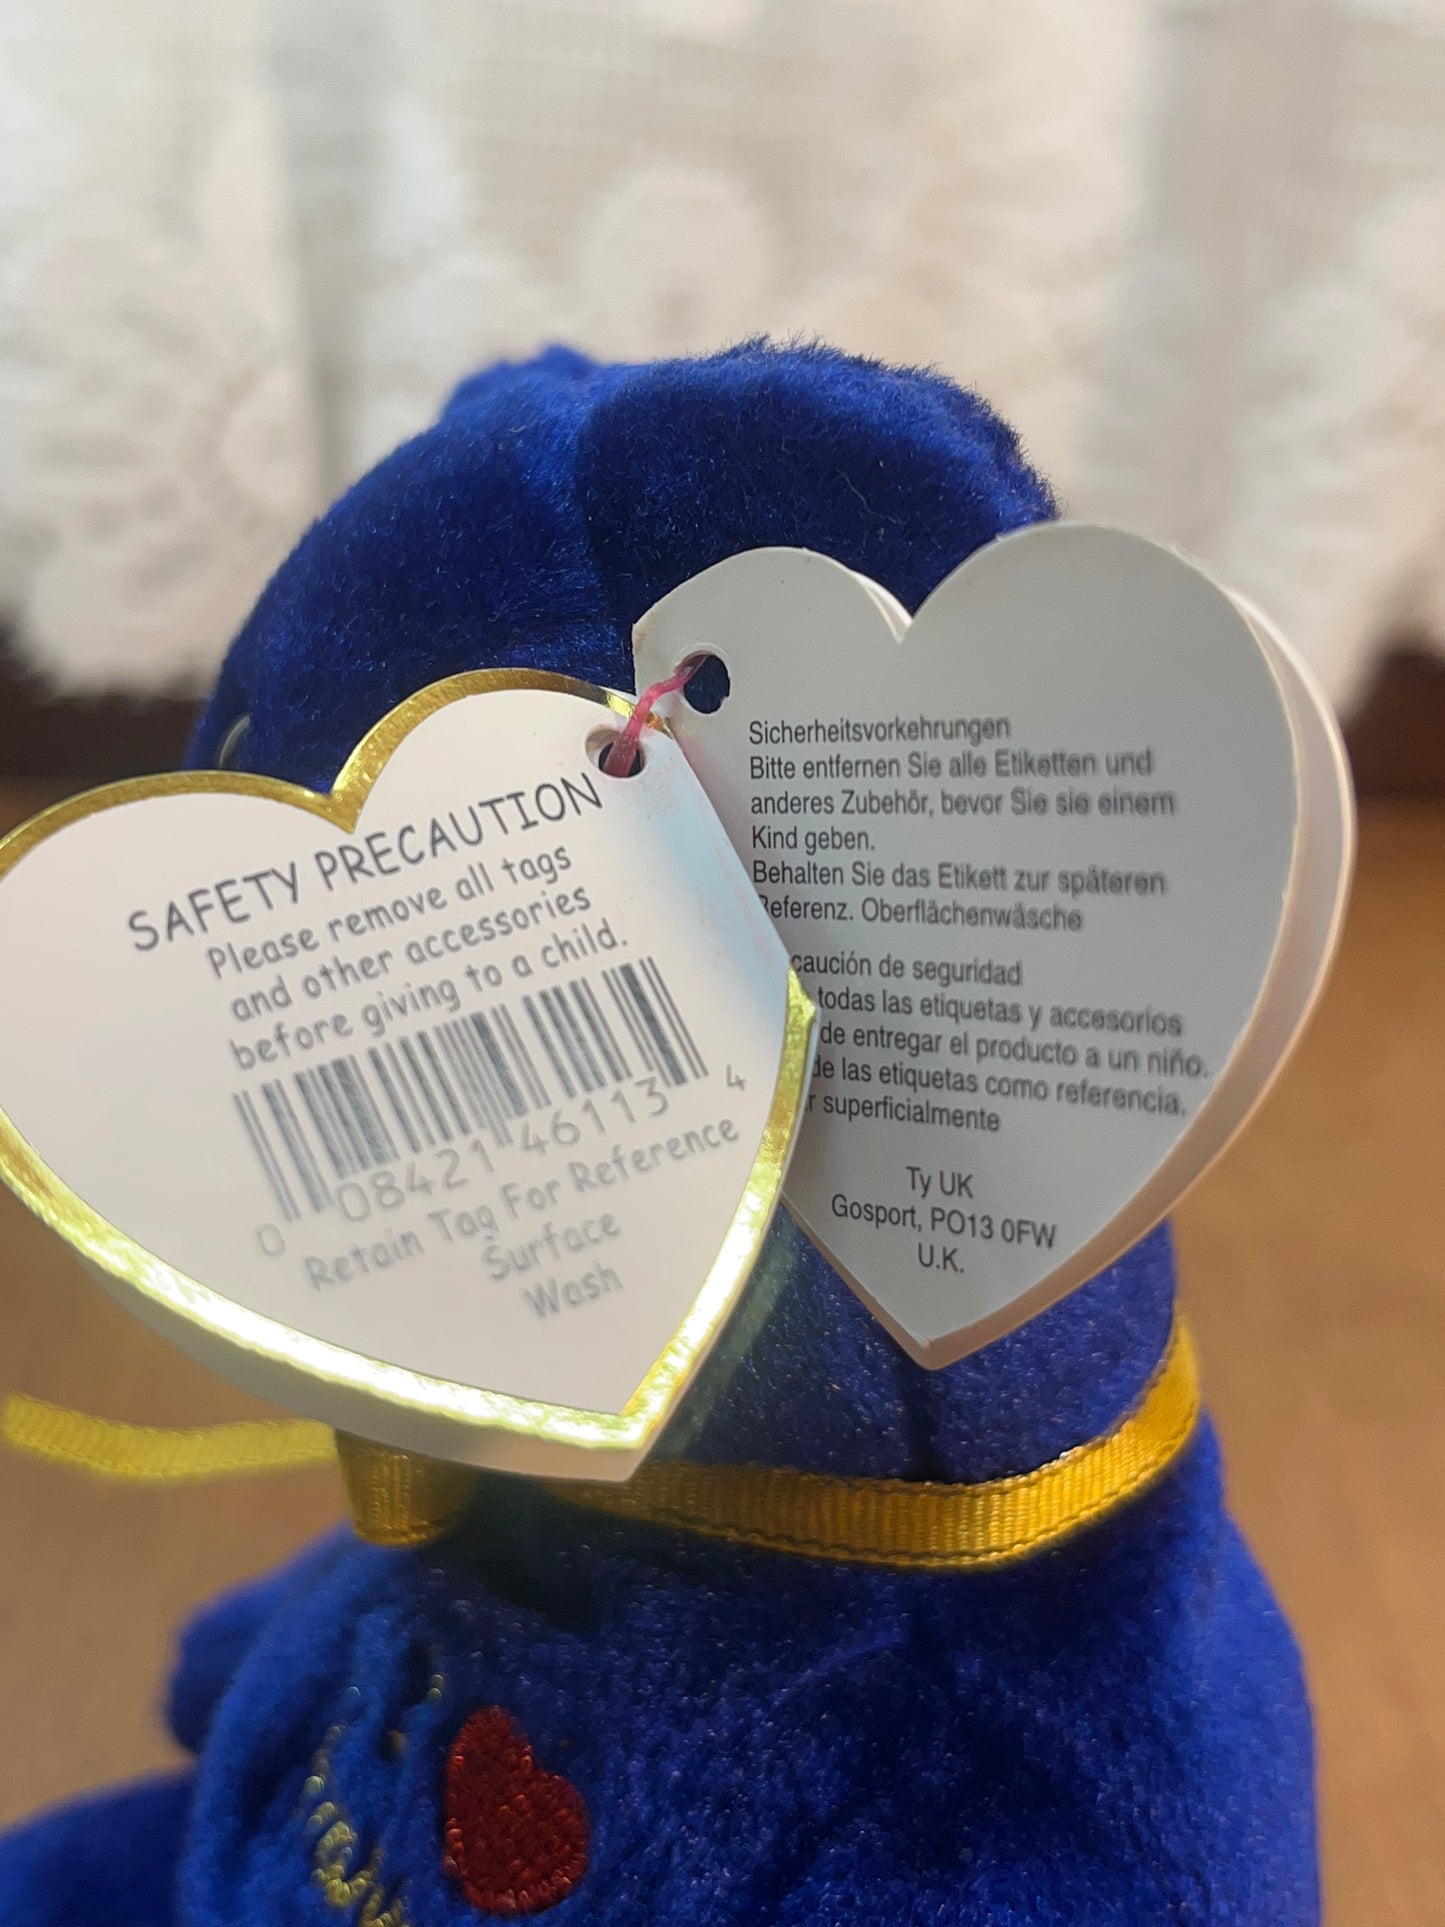 SAFETY PRECAUTION
Please remove all tags
and other accessories
before giving to a child.
0 08421 46113 4
Retain Tag For Reference
Surface
Wash
Sicherheitsvorkehrungen
Bitte entfernen Sie alle Etiketten und
anderes Zubehör, bevor Sie sie einem
Kind geben.
Behalten Sie das Etikett zur späteren
Referenz. Oberflächenwäsche
caución de seguridad
todas las etiquetas y accesorios
de entregar el producto a un niño.
de las etiquetas como referencia.
r superficialmente
Ty UK
Gosport, PO13 0FW
U.K.